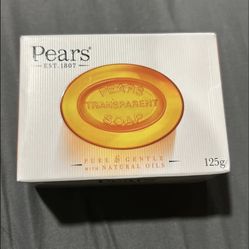 Pears®
EST. 1807
PEARS
TRANSPARENT
SOAP
PURE & GENTLE
WITH NATURAL OILS
125g